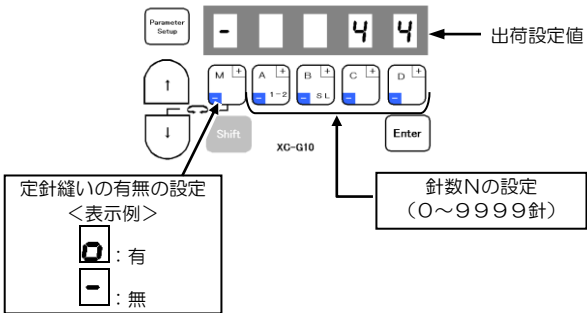 Parameter
Setup
- 4 4
出荷設定値
↑
M + -
A + - 1-2
B + - SL
C + -
D + -
↓
Shift
XC-G10
Enter
定針縫いの有無の設定
＜表示例＞
o：有
-：無
針数Nの設定
（0～9999針）